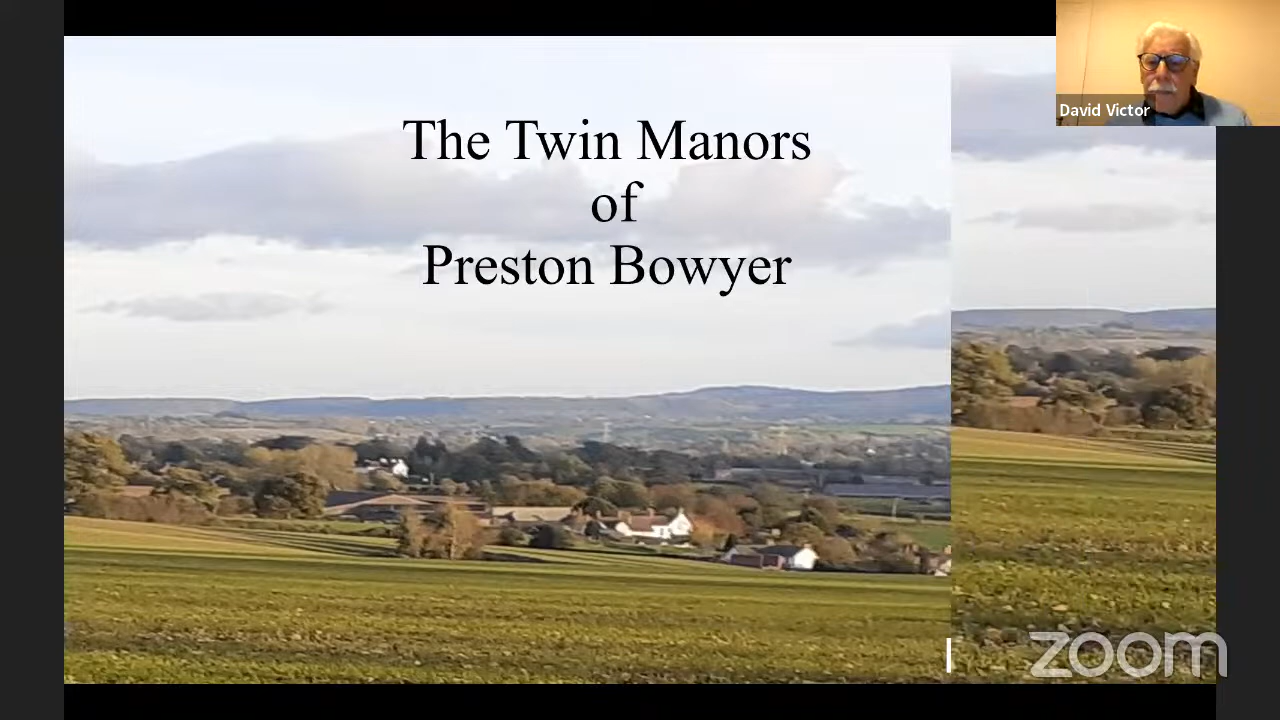 The Twin Manors
of
Preston Bowyer
David Victor
zoom